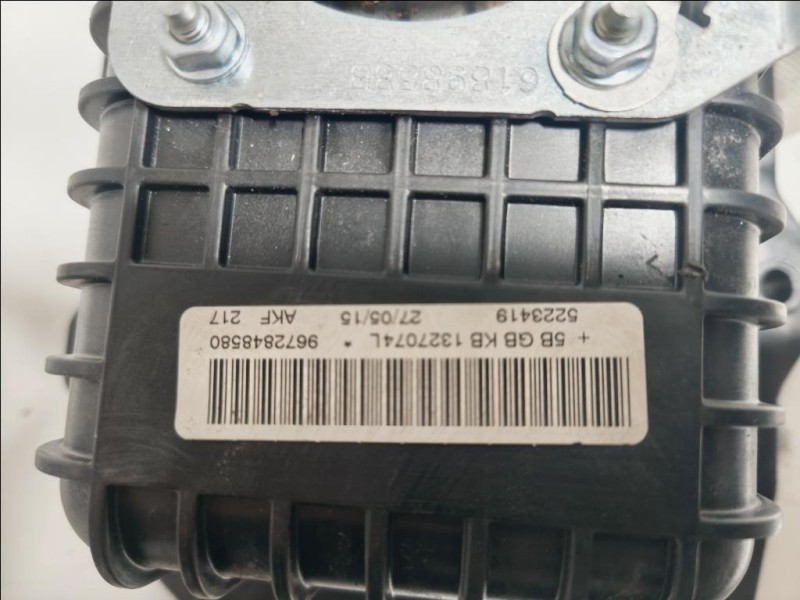 + 5B GB KB 1327074L * 9672848580
5223419 27/05/15 AKF 217